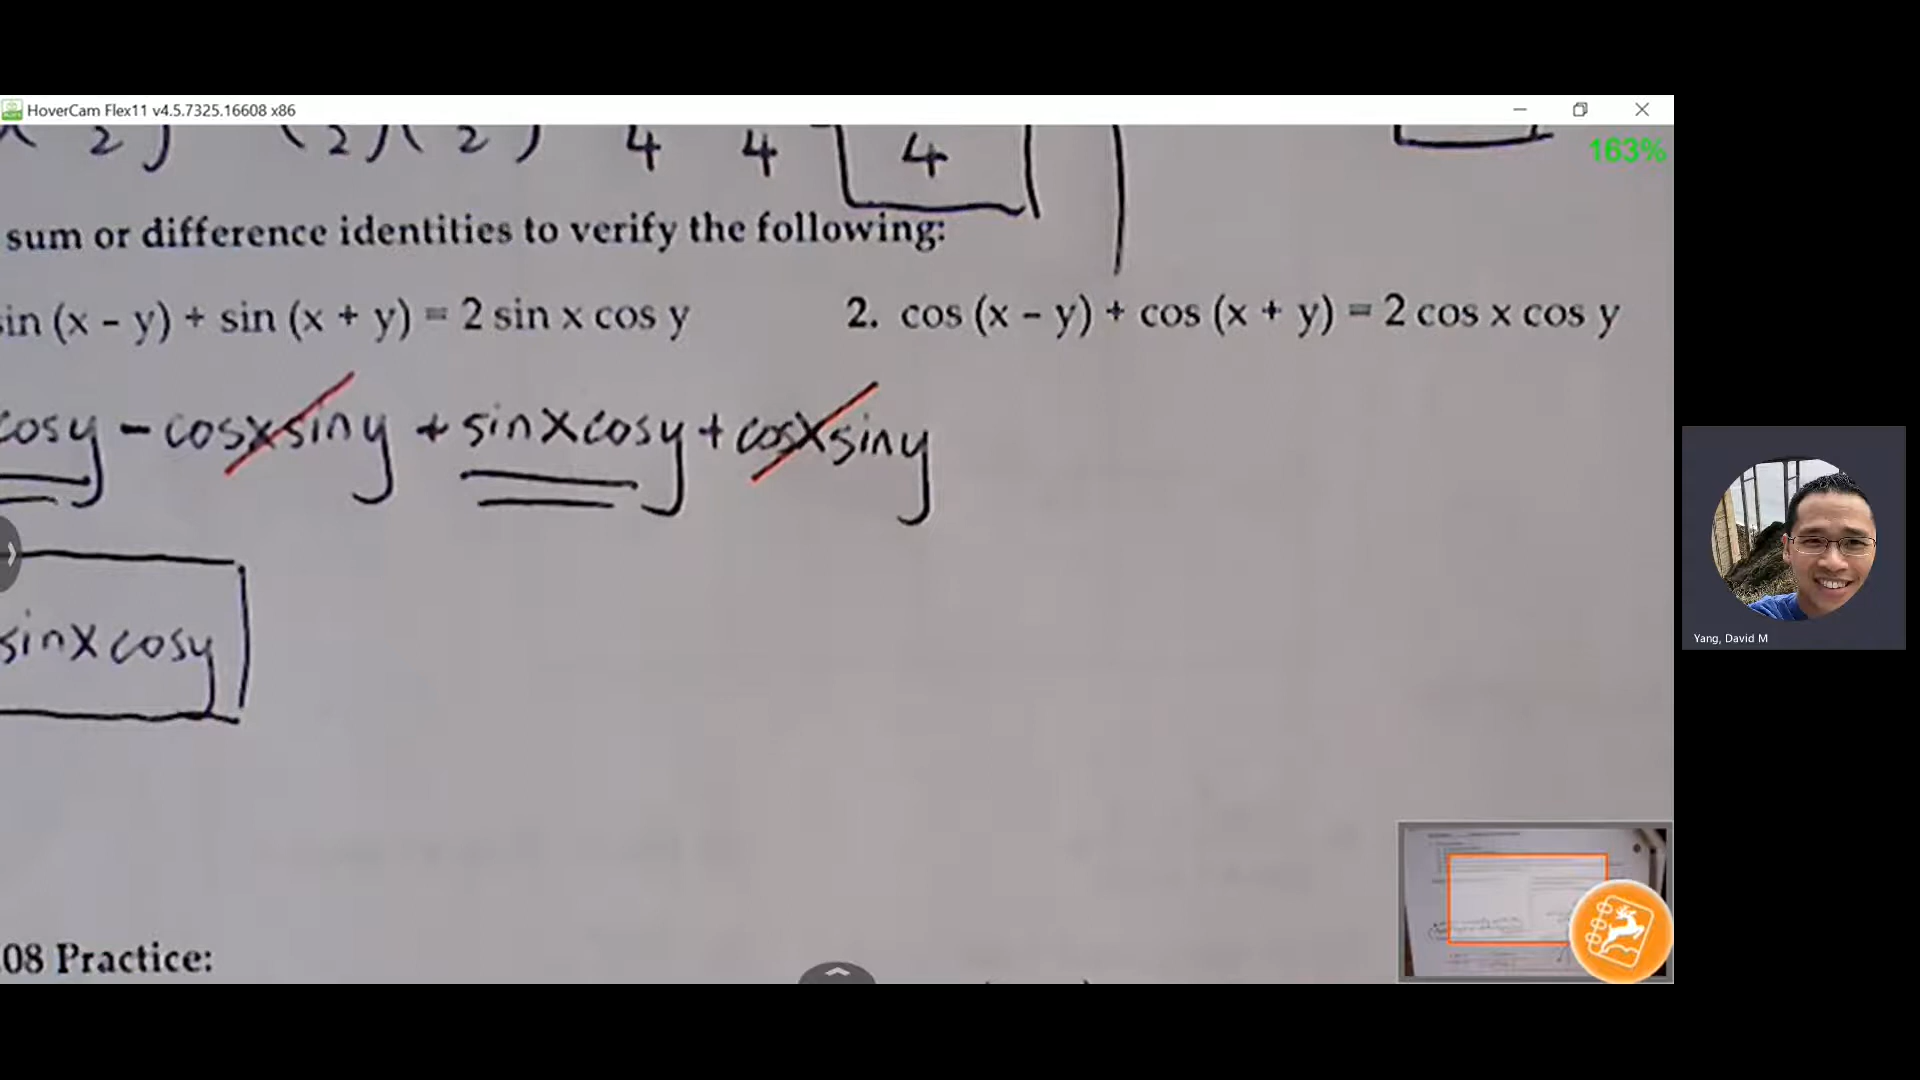 HoverCam Flex11 v4.5.7325.16608 x86
163%
2 ) ( 2 ) ( 2 ) 4 4 4
sum or difference identities to verify the following:
sin (x - y) + sin (x + y) = 2 sin x cos y
2. cos (x - y) + cos (x + y) = 2 cos x cos y
cosy - cosxsiny + sinxcosy + cosxsiny
sinxcosy
08 Practice:
Yang, David M